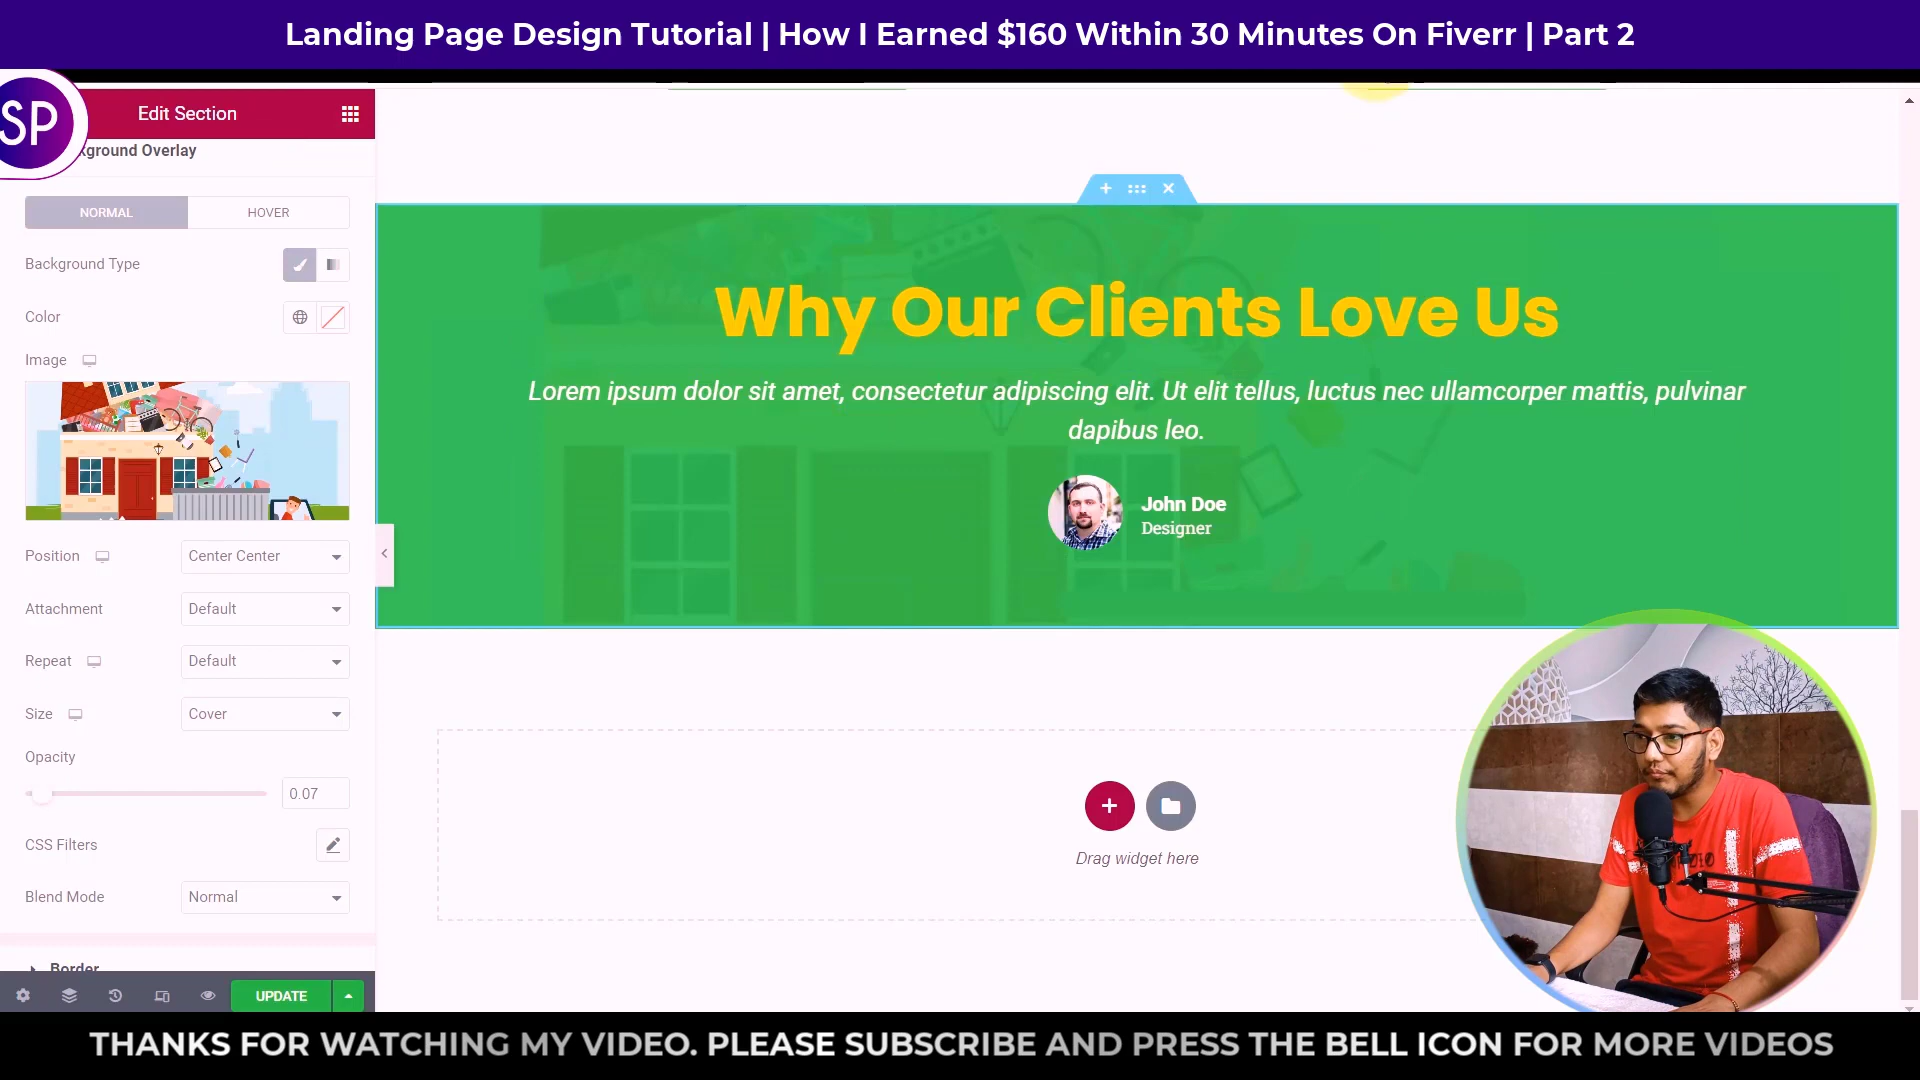 Landing Page Design Tutorial | How I Earned $160 Within 30 Minutes On Fiverr | Part 2
SP
Edit Section
kground Overlay
NORMAL
HOVER
Background Type
Color
Image
Position
Center Center
Attachment
Default
Repeat
Default
Size
Cover
Opacity
0.07
CSS Filters
Blend Mode
Normal
Border
UPDATE
Why Our Clients Love Us
Lorem ipsum dolor sit amet, consectetur adipiscing elit. Ut elit tellus, luctus nec ullamcorper mattis, pulvinar
dapibus leo.
John Doe
Designer
Drag widget here
THANKS FOR WATCHING MY VIDEO. PLEASE SUBSCRIBE AND PRESS THE BELL ICON FOR MORE VIDEOS